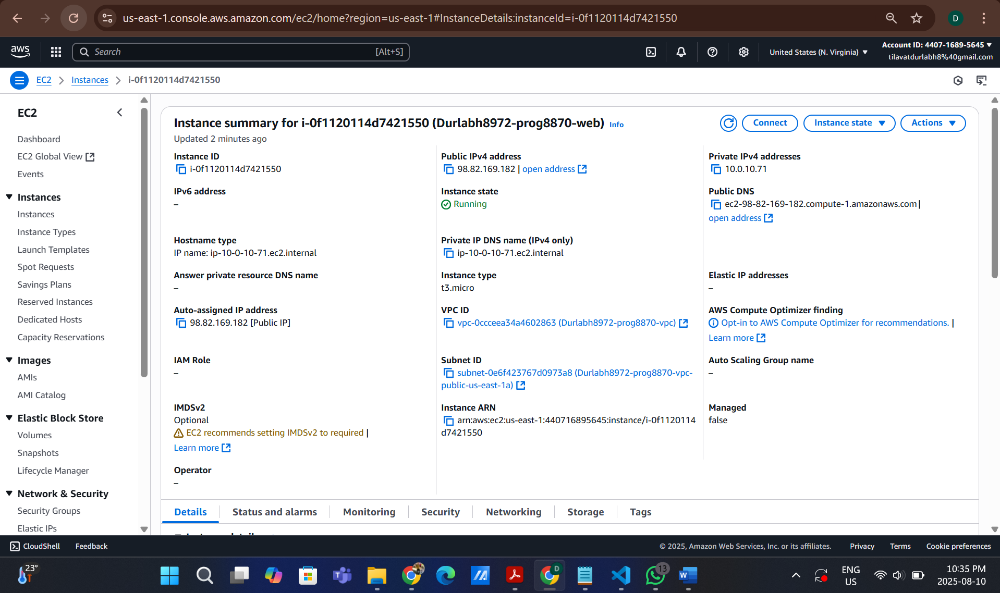 us-east-1.console.aws.amazon.com/ec2/home?region=us-east-1#InstanceDetails:instanceId=i-0f1120114d7421550
D
aws
Search
[Alt+S]
United States (N. Virginia)
Account ID: 4407-1689-5645
tilavatdurlabh8%40gmail.com
EC2
Instances
i-0f1120114d7421550
EC2
Dashboard
EC2 Global View
Events
Instances
Instances
Instance Types
Launch Templates
Spot Requests
Savings Plans
Reserved Instances
Dedicated Hosts
Capacity Reservations
Images
AMIs
AMI Catalog
Elastic Block Store
Volumes
Snapshots
Lifecycle Manager
Network & Security
Security Groups
Elastic IPs
Instance summary for i-0f1120114d7421550 (Durlabh8972-prog8870-web) Info
Updated 2 minutes ago
Connect
Instance state
Actions
Instance ID
i-0f1120114d7421550
Public IPv4 address
98.82.169.182 | open address
Private IPv4 addresses
10.0.10.71
IPv6 address
–
Instance state
Running
Public DNS
ec2-98-82-169-182.compute-1.amazonaws.com |
open address
Hostname type
IP name: ip-10-0-10-71.ec2.internal
Private IP DNS name (IPv4 only)
ip-10-0-10-71.ec2.internal
Answer private resource DNS name
–
Instance type
t3.micro
Elastic IP addresses
–
Auto-assigned IP address
98.82.169.182 [Public IP]
VPC ID
vpc-0ccceea34a4602863 (Durlabh8972-prog8870-vpc)
AWS Compute Optimizer finding
Opt-in to AWS Compute Optimizer for recommendations. |
Learn more
IAM Role
–
Subnet ID
subnet-0e6f423767d0973a8 (Durlabh8972-prog8870-vpc-
public-us-east-1a)
Auto Scaling Group name
–
IMDSv2
Optional
EC2 recommends setting IMDSv2 to required |
Learn more
Instance ARN
arn:aws:ec2:us-east-1:440716895645:instance/i-0f1120114
d7421550
Managed
false
Operator
–
Details
Status and alarms
Monitoring
Security
Networking
Storage
Tags
CloudShell
Feedback
© 2025, Amazon Web Services, Inc. or its affiliates.
Privacy
Terms
Cookie preferences
23°
D
13
ENG
US
10:35 PM
2025-08-10